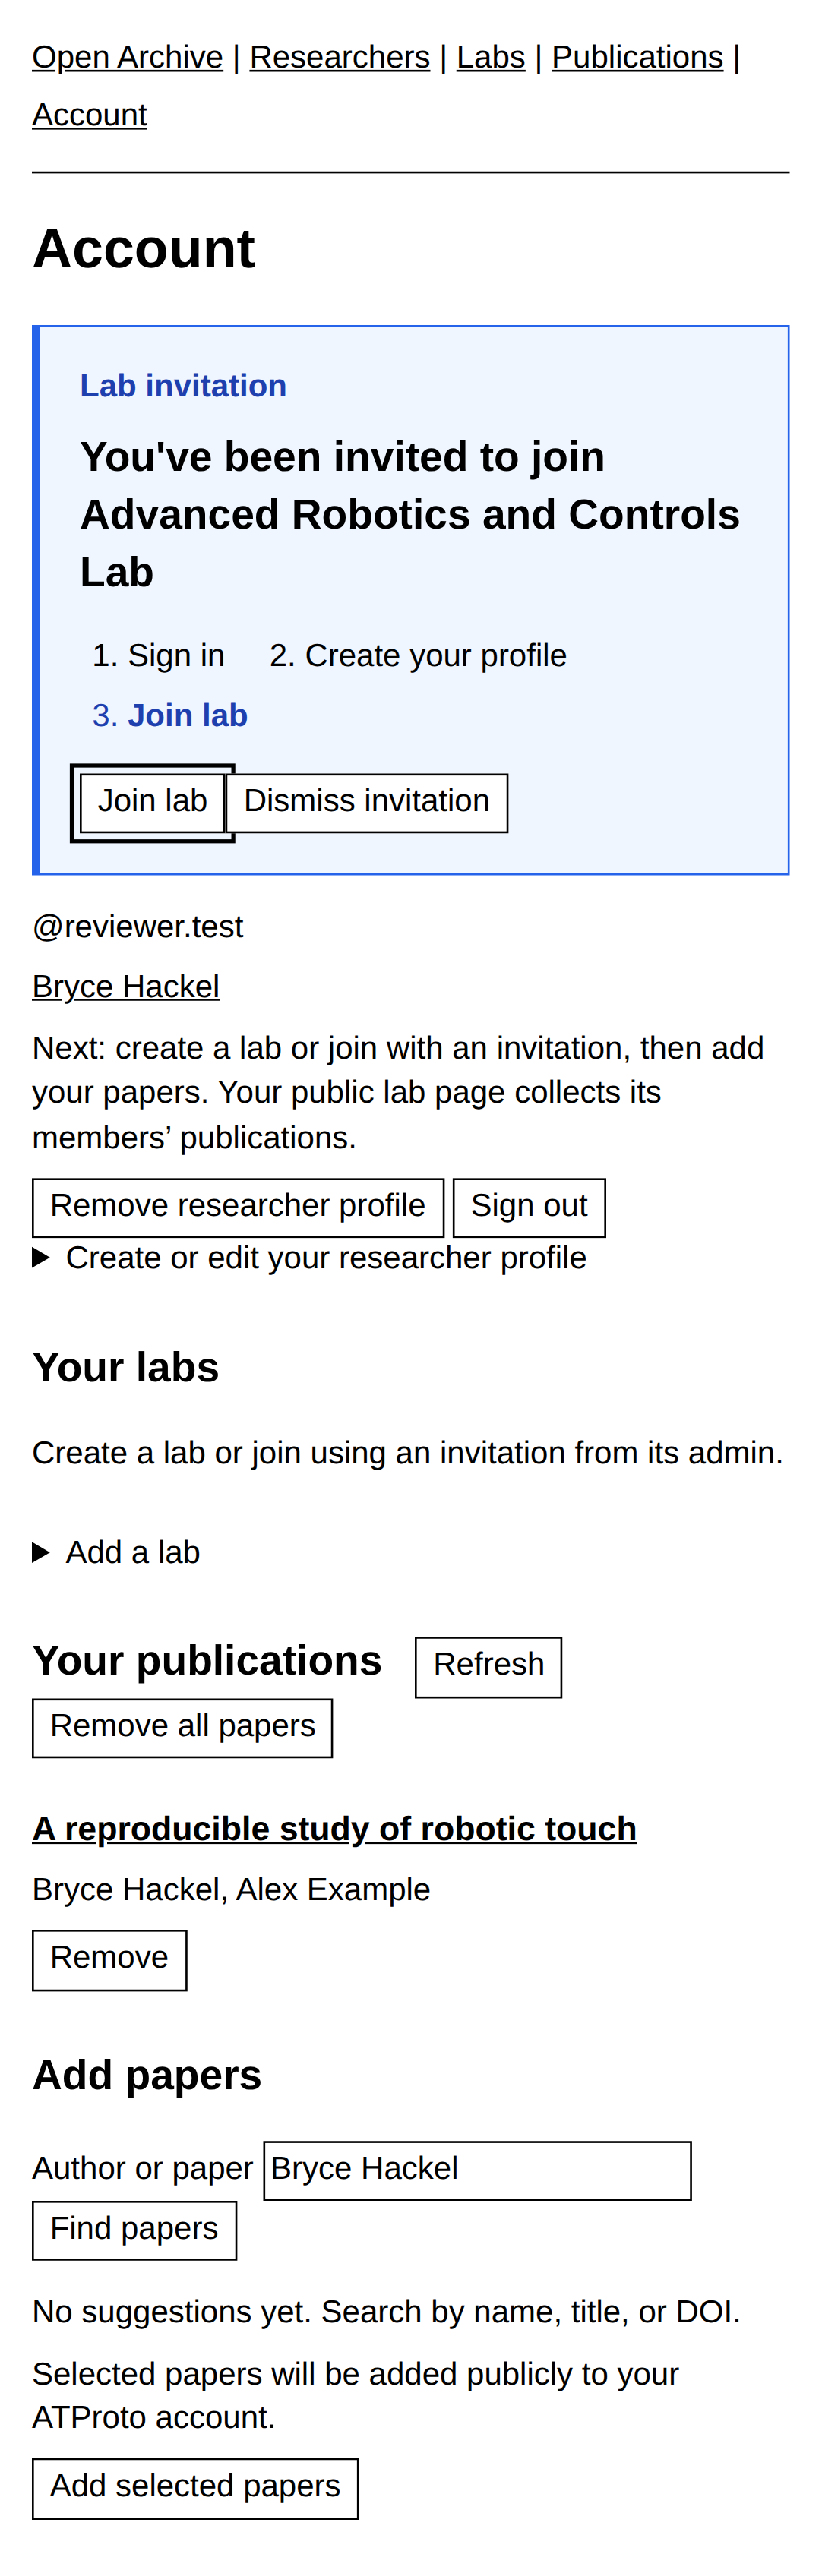 Open Archive | Researchers | Labs | Publications |
Account
Account
Lab invitation
You've been invited to join
Advanced Robotics and Controls
Lab
1. Sign in 2. Create your profile
3. Join lab
Join lab Dismiss invitation
@reviewer.test
Bryce Hackel
Next: create a lab or join with an invitation, then add
your papers. Your public lab page collects its
members’ publications.
Remove researcher profile Sign out
Create or edit your researcher profile
Your labs
Create a lab or join using an invitation from its admin.
Add a lab
Your publications Refresh
Remove all papers
A reproducible study of robotic touch
Bryce Hackel, Alex Example
Remove
Add papers
Author or paper Bryce Hackel
Find papers
No suggestions yet. Search by name, title, or DOI.
Selected papers will be added publicly to your
ATProto account.
Add selected papers